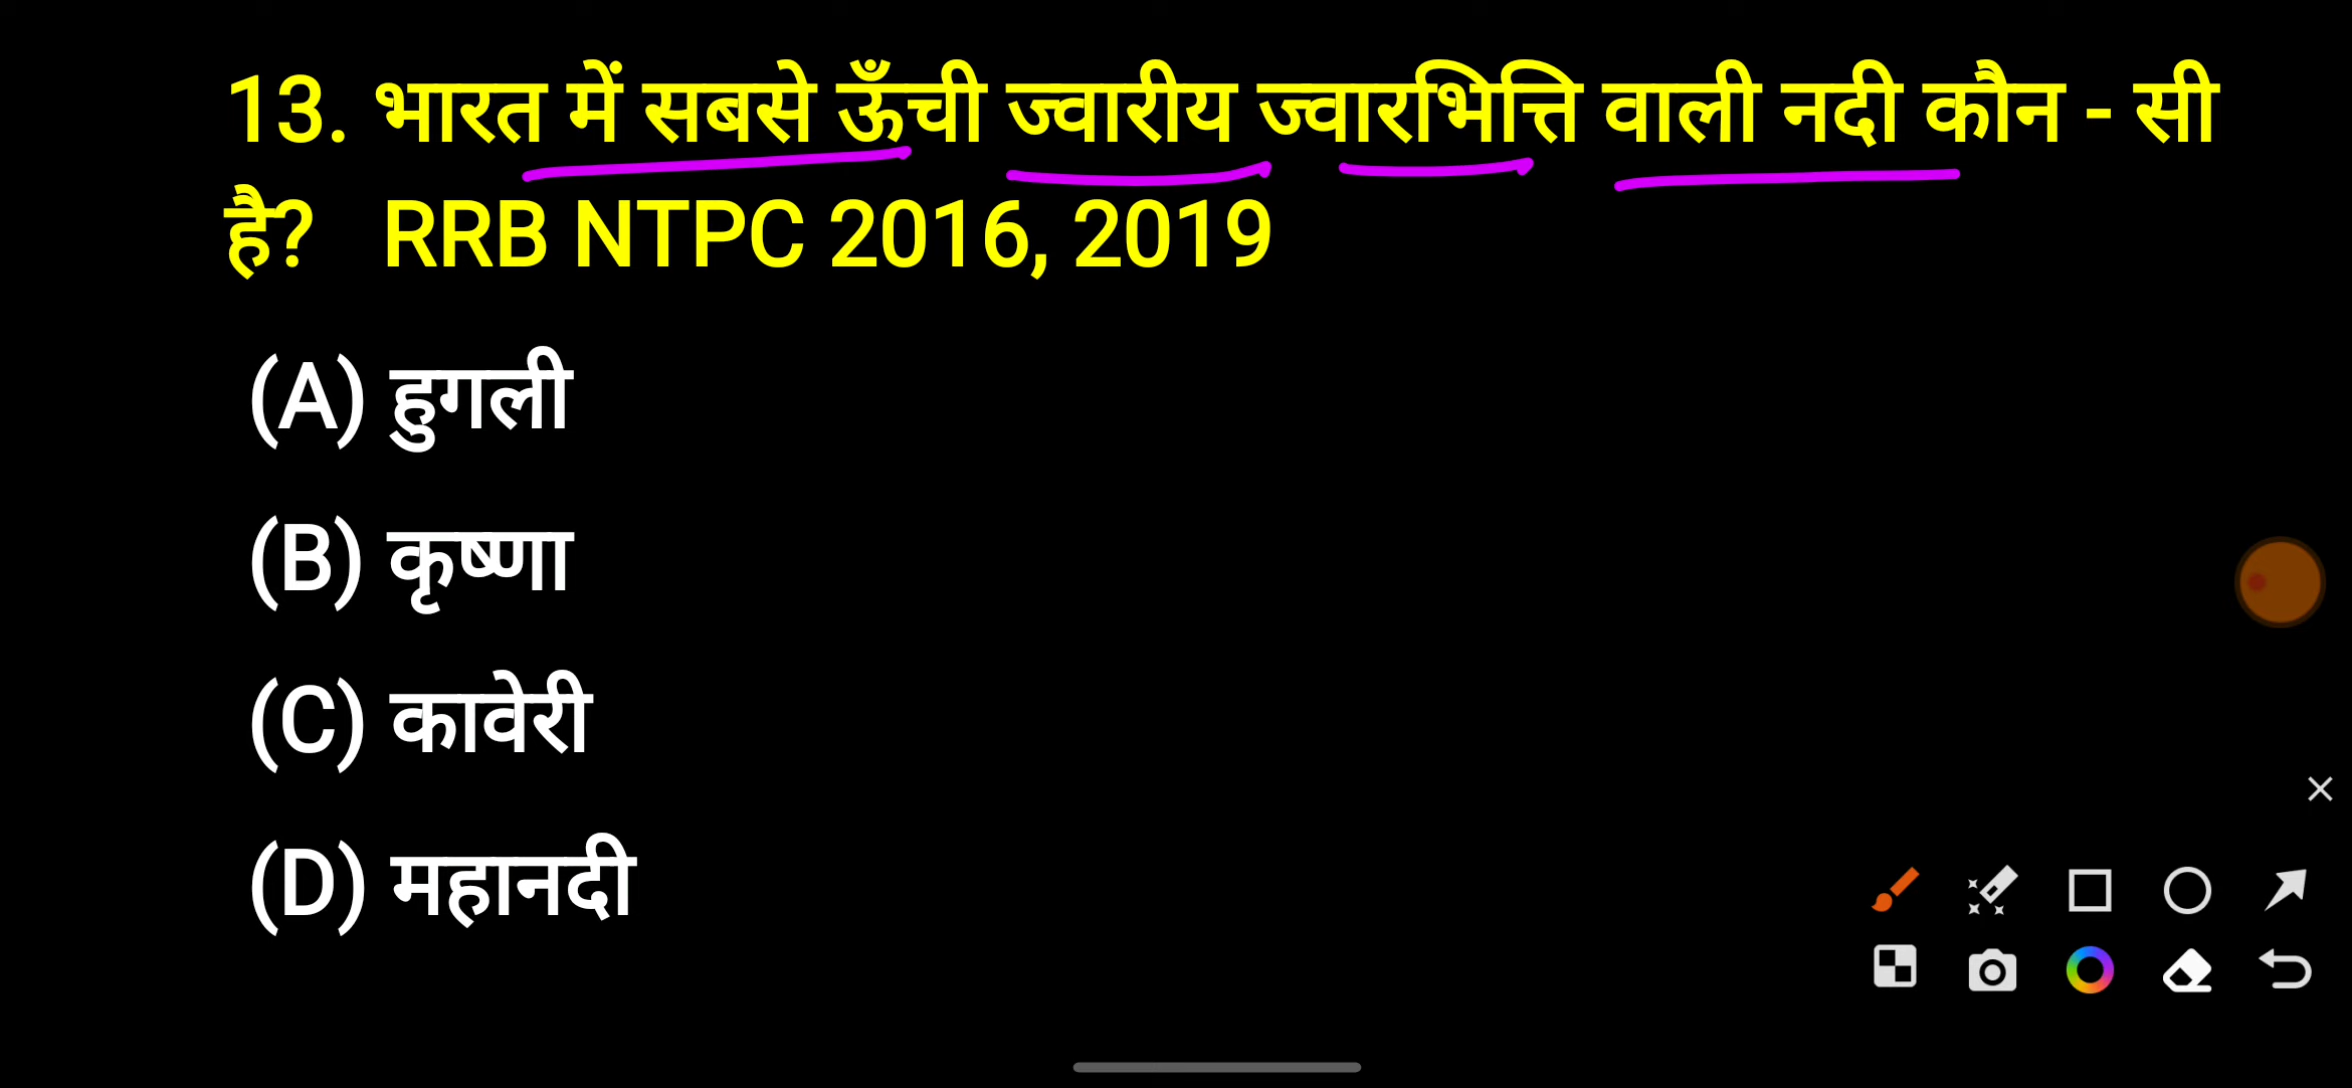 13. भारत में सबसे ऊँची ज्वारीय ज्वारभित्ति वाली नदी कौन - सी
है? RRB NTPC 2016, 2019
(A) हुगली
(B) कृष्णा
(C) कावेरी
(D) महानदी